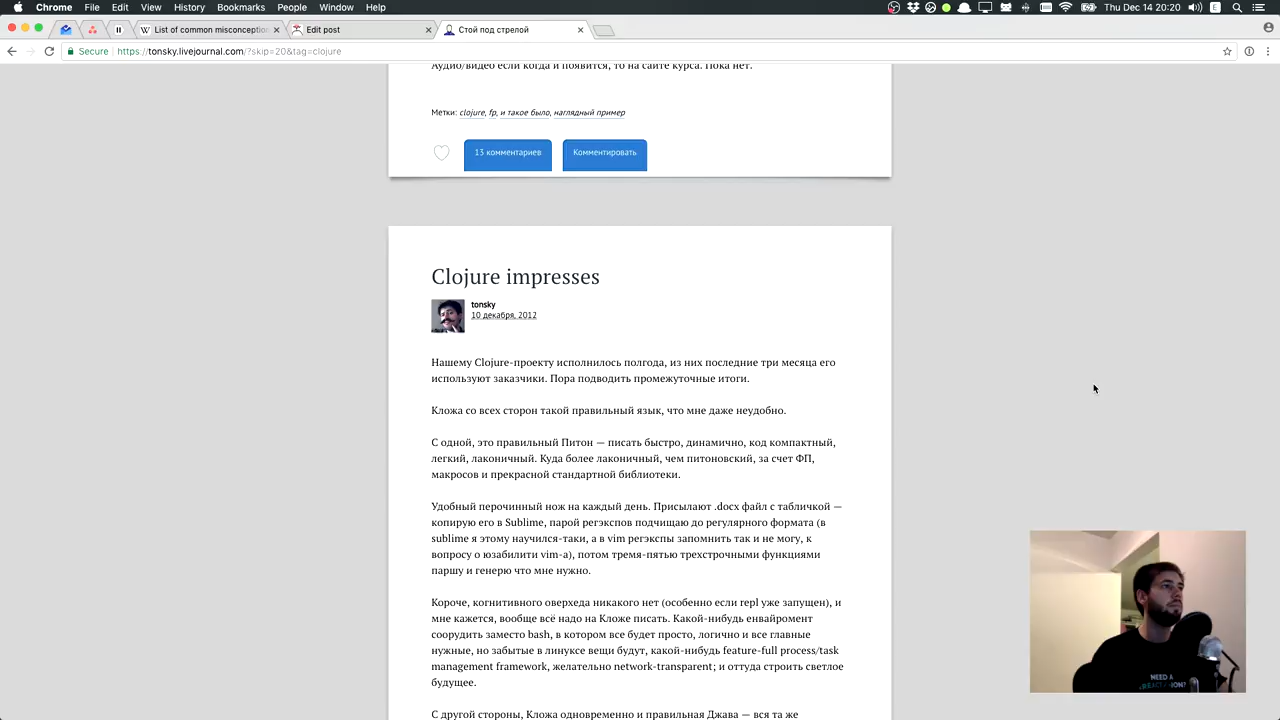 Chrome File Edit View History Bookmarks People Window Help
Thu Dec 14 20:20 E
List of common misconception
Edit post
Стой под стрелой
Secure https://tonsky.livejournal.com/?skip=20&tag=clojure
Аудио/видео если когда и появится, то на сайте курса. Пока нет.
Метки: clojure, fp, и такое было, наглядный пример
13 комментариев Комментировать
Clojure impresses
tonsky
10 декабря, 2012
Нашему Clojure-проекту исполнилось полгода, из них последние три месяца его
используют заказчики. Пора подводить промежуточные итоги.
Кложа со всех сторон такой правильный язык, что мне даже неудобно.
С одной, это правильный Питон — писать быстро, динамично, код компактный,
легкий, лаконичный. Куда более лаконичный, чем питоновский, за счет ФП,
макросов и прекрасной стандартной библиотеки.
Удобный перочинный нож на каждый день. Присылают .docx файл с табличкой —
копирую его в Sublime, парой регэкспов подчищаю до регулярного формата (в
sublime я этому научился-таки, а в vim регэкспы запомнить так и не могу, к
вопросу о юзабилити vim-а), потом тремя-пятью трехстрочными функциями
паршу и генерю что мне нужно.
Короче, когнитивного оверхеда никакого нет (особенно если repl уже запущен), и
мне кажется, вообще всё надо на Кложе писать. Какой-нибудь енвайромент
соорудить заместо bash, в котором все будет просто, логично и все главные
нужные, но забытые в линуксе вещи будут, какой-нибудь feature-full process/task
management framework, желательно network-transparent; и оттуда строить светлое
будущее.
С другой стороны, Кложа одновременно и правильная Джава — вся та же
NEED A